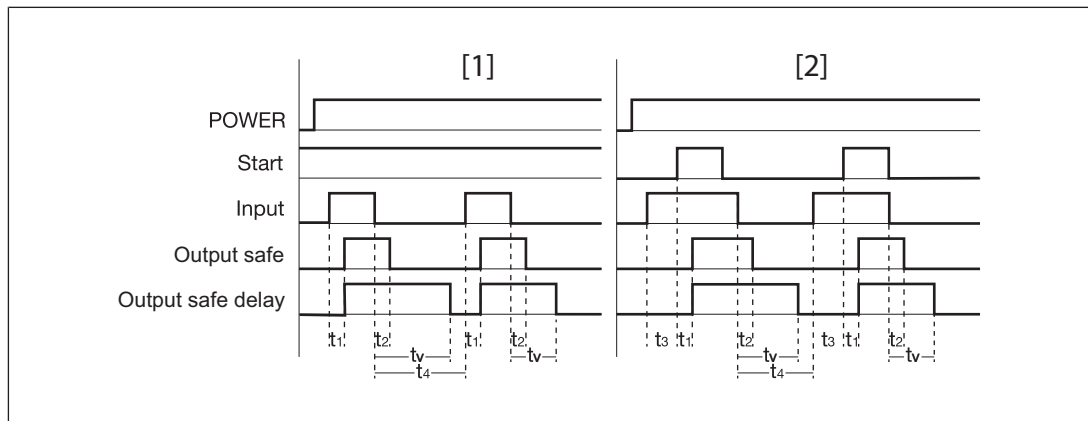 [1] [2]
POWER
Start
Input
Output safe
Output safe delay
t1 t2 t1 t2 t3 t1 t2 t3 t1 t2
tv tv tv tv
t4 t4